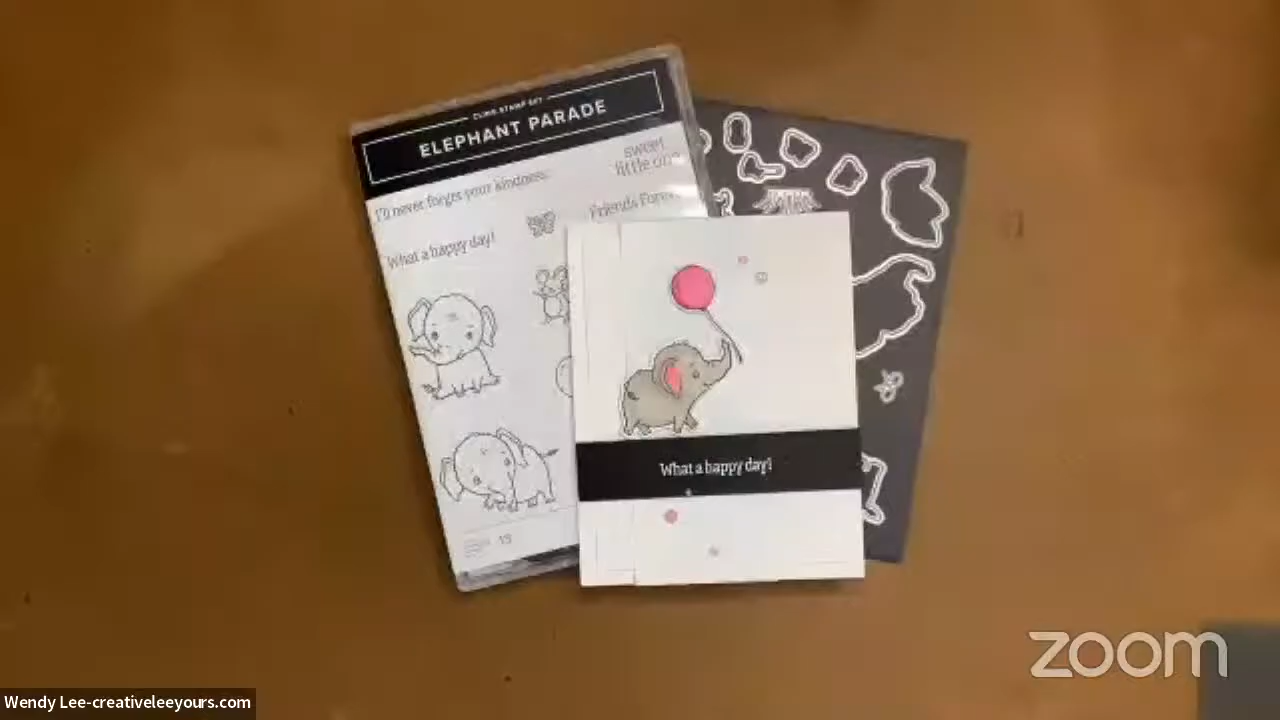 CLING STAMP SET
ELEPHANT PARADE
sweet
little one
I'll never forget your kindness.
Friends Forever
What a happy day!
What a happy day!
13
zoom
Wendy Lee-creativeleeyours.com